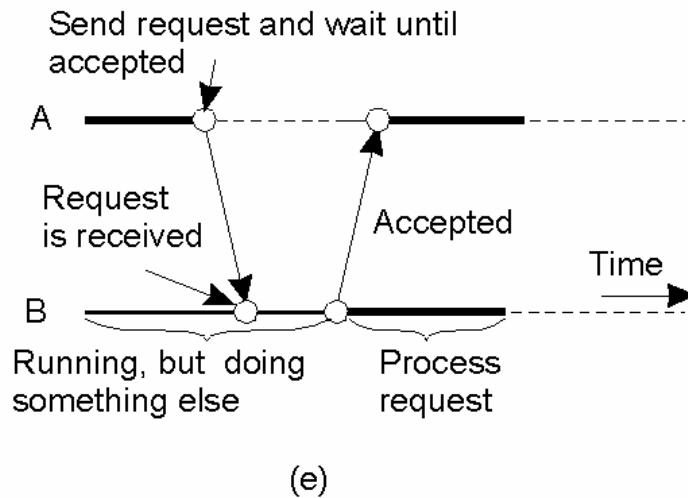 Send request and wait until
accepted
A
Request
is received
Accepted
Time
B
Running, but doing
something else
Process
request
(e)